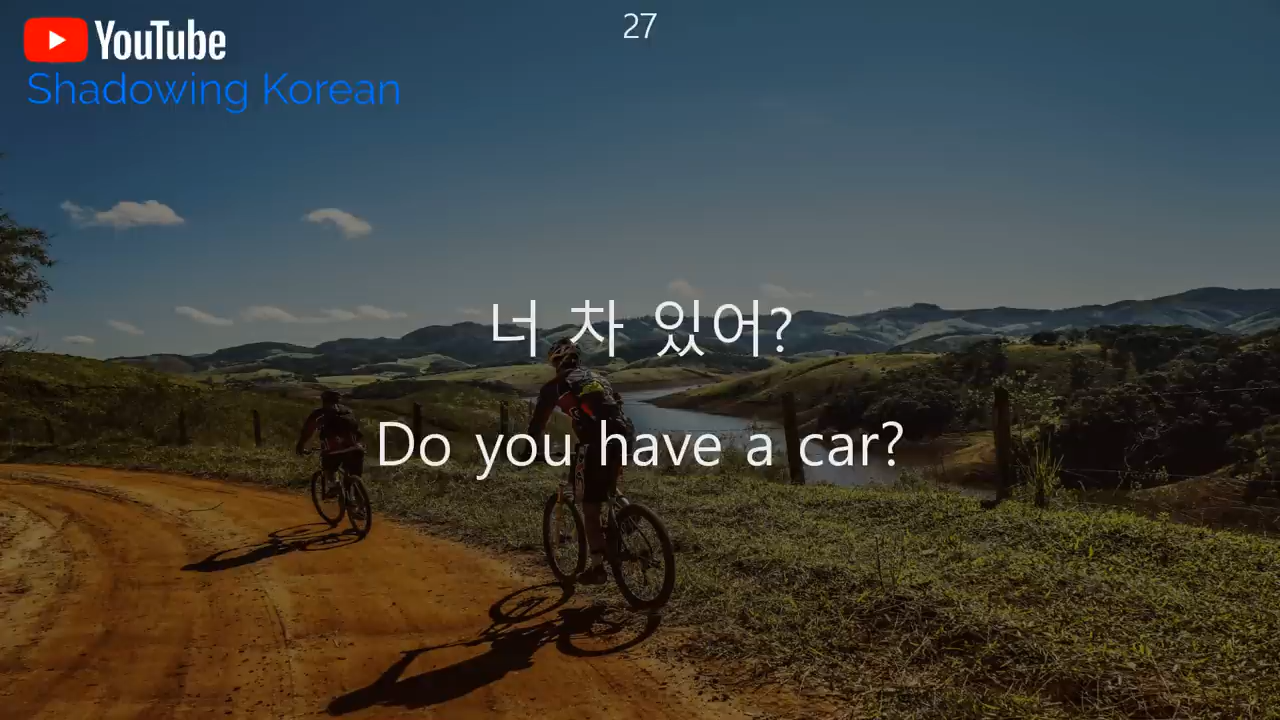 27
YouTube
Shadowing Korean
너 차 있어?
Do you have a car?